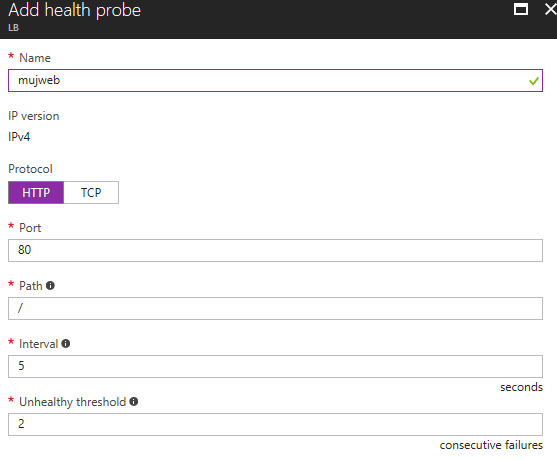 Add health probe
LB
* Name
mujweb
IP version
IPv4
Protocol
HTTP TCP
* Port
80
* Path
/
* Interval
5
seconds
* Unhealthy threshold
2
consecutive failures